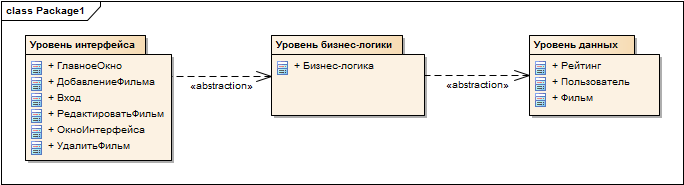 class Package1
Уровень интерфейса
+ ГлавноеОкно
+ ДобавлениеФильма
+ Вход
+ РедактироватьФильм
+ ОкноИнтерфейса
+ УдалитьФильм
«abstraction»
Уровень бизнес-логики
+ Бизнес-логика
«abstraction»
Уровень данных
+ Рейтинг
+ Пользователь
+ Фильм